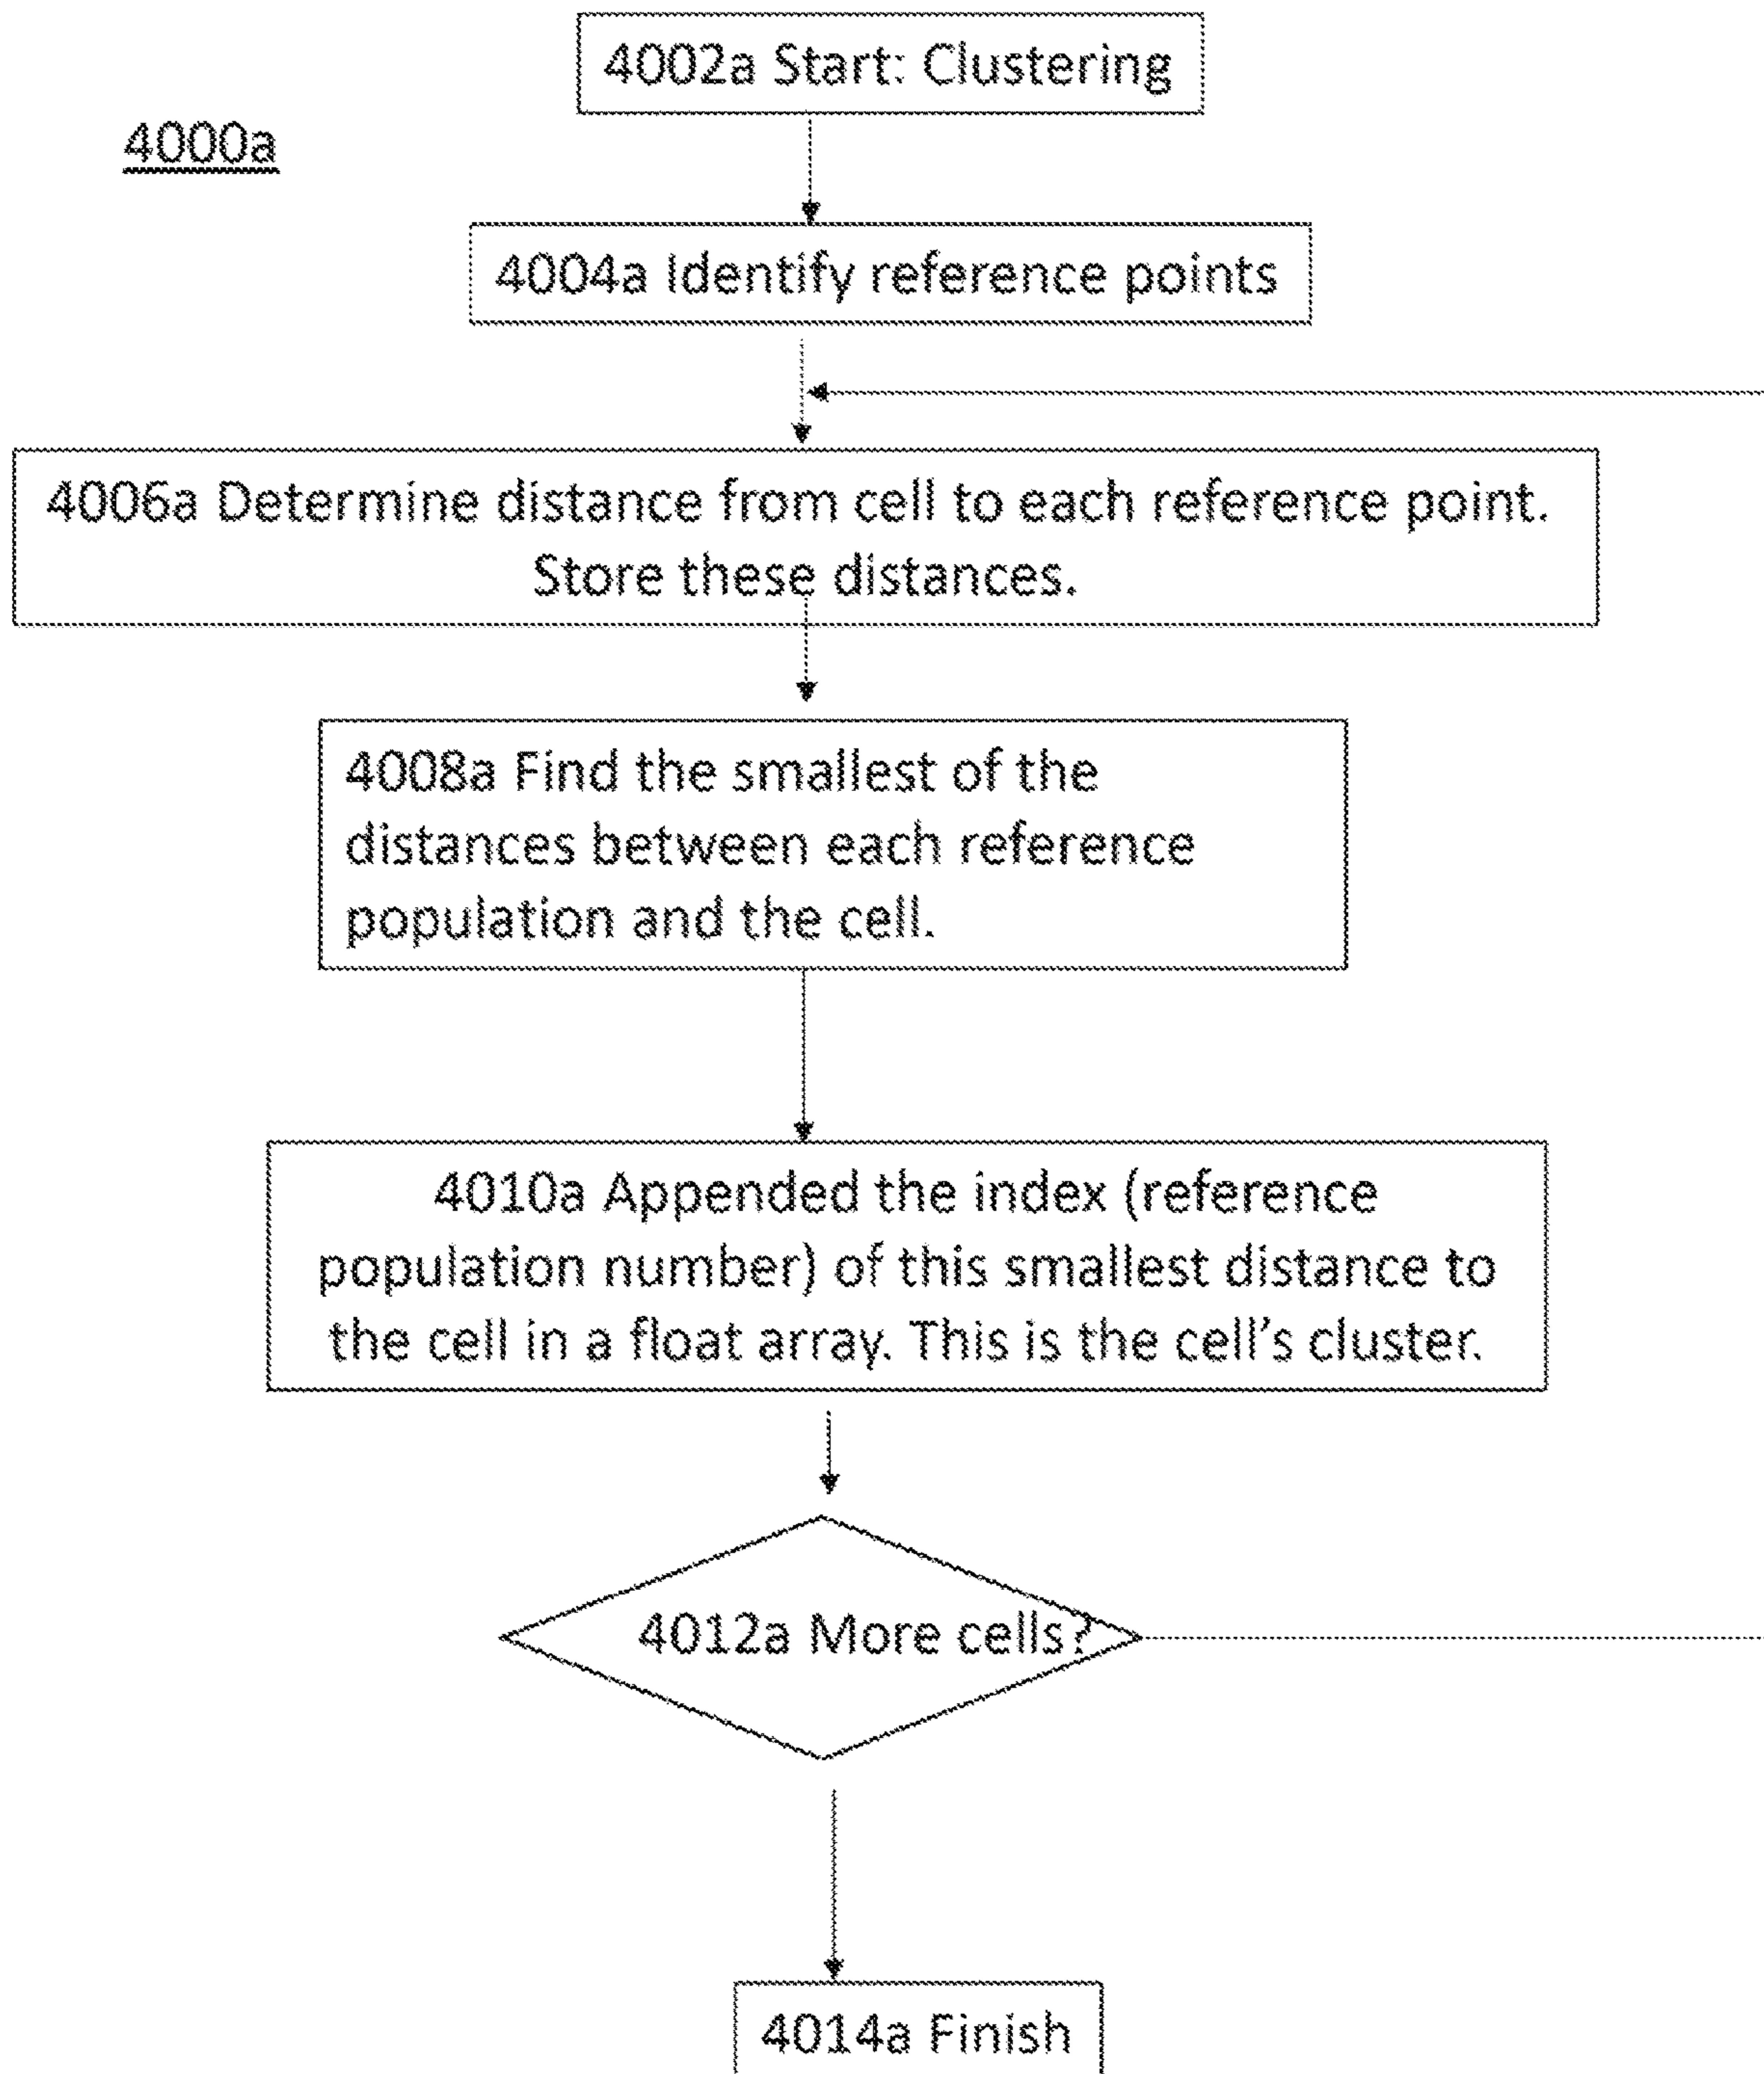 4002a Start: Clustering
4000a
4004a Identify reference points
4006a Determine distance from cell to each reference point.
Store these distances.
4008a Find the smallest of the
distances between each reference
population and the cell.
4010a Appended the index (reference
population number) of this smallest distance to
the cell in a float array. This is the cell’s cluster.
4012a More cells?
4014a Finish